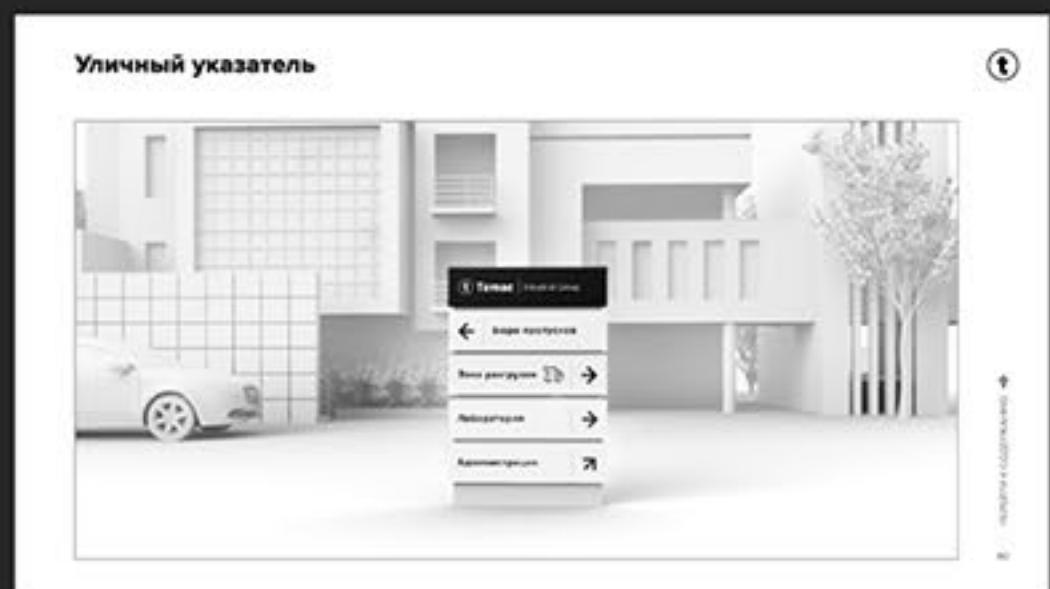 Уличный указатель
t
t Temac
Бюро пропусков
Зона разгрузки
Лаборатория
Администрация